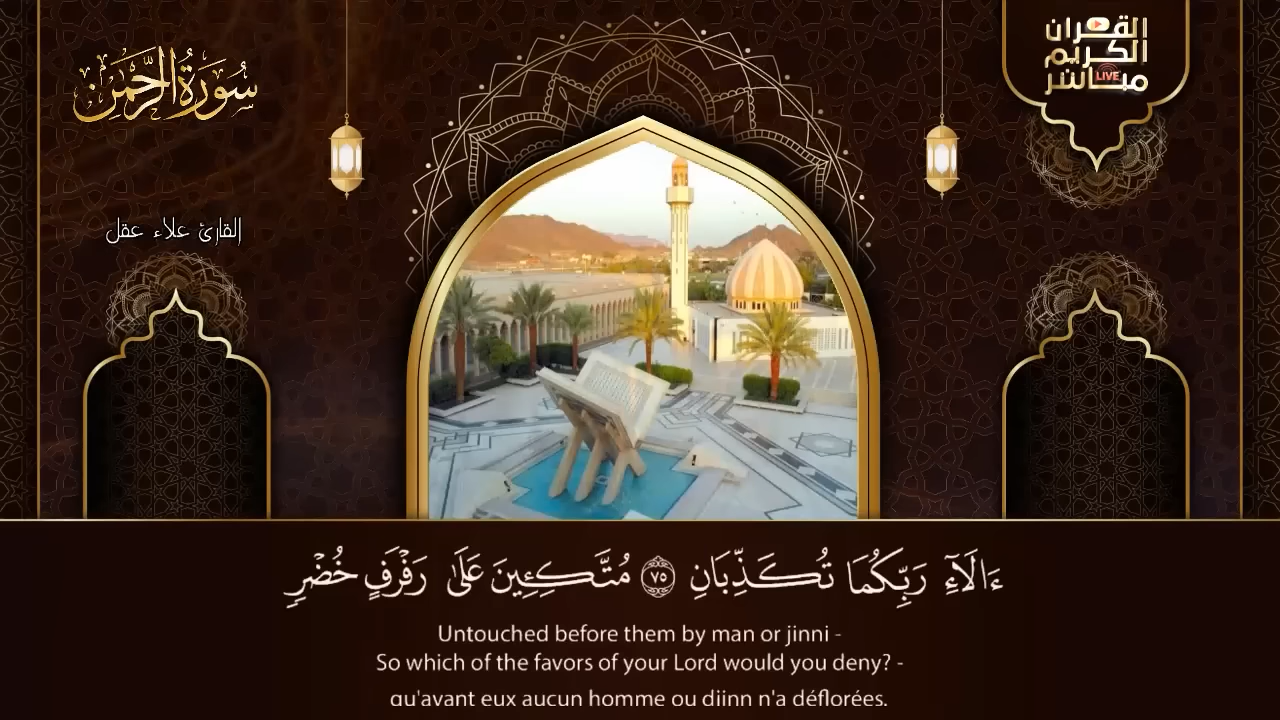 سُورَةُ الرَّحْمَٰن
القرآن
الكريم
مباشر
LIVE
القارئ علاء عقل
ءَالَآءِ رَبِّكُمَا تُكَذِّبَانِ ٧٥ مُتَّكِـِٔينَ عَلَىٰ رَفْرَفٍ خُضْرٍ
Untouched before them by man or jinni -
So which of the favors of your Lord would you deny? -
qu'avant eux aucun homme ou djinn n'a déflorées.